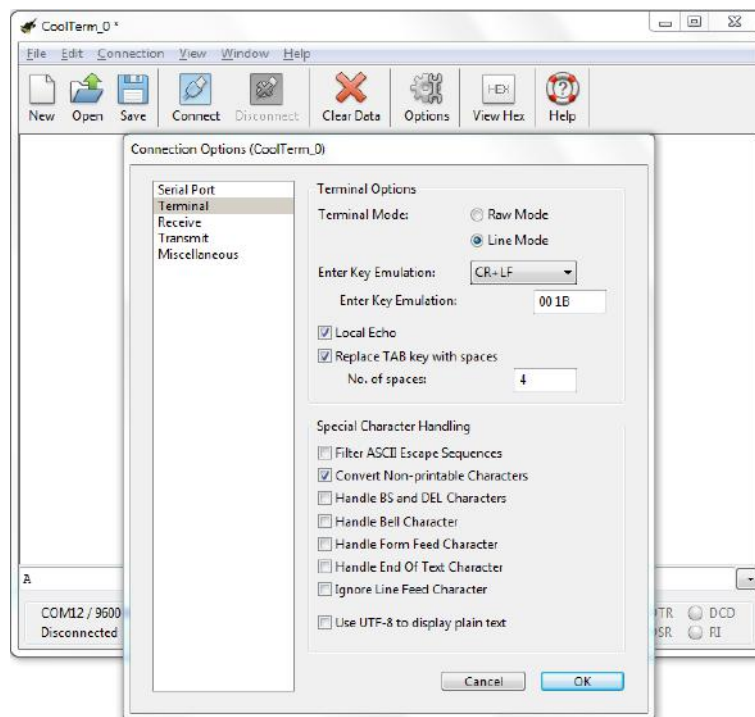 CoolTerm_0 *
File Edit Connection View Window Help
HEX
New Open Save Connect Disconnect Clear Data Options View Hex Help
Connection Options (CoolTerm_0)
Serial Port
Terminal
Receive
Transmit
Miscellaneous
Terminal Options
Terminal Mode: Raw Mode
Line Mode
Enter Key Emulation: CR+LF
Enter Key Emulation: 00 1B
Local Echo
Replace TAB key with spaces
No. of spaces: 4
Special Character Handling
Filter ASCII Escape Sequences
Convert Non-printable Characters
Handle BS and DEL Characters
Handle Bell Character
Handle Form Feed Character
Handle End Of Text Character
Ignore Line Feed Character
Use UTF-8 to display plain text
Cancel OK
A
COM12 / 9600 DCD
Disconnected RI